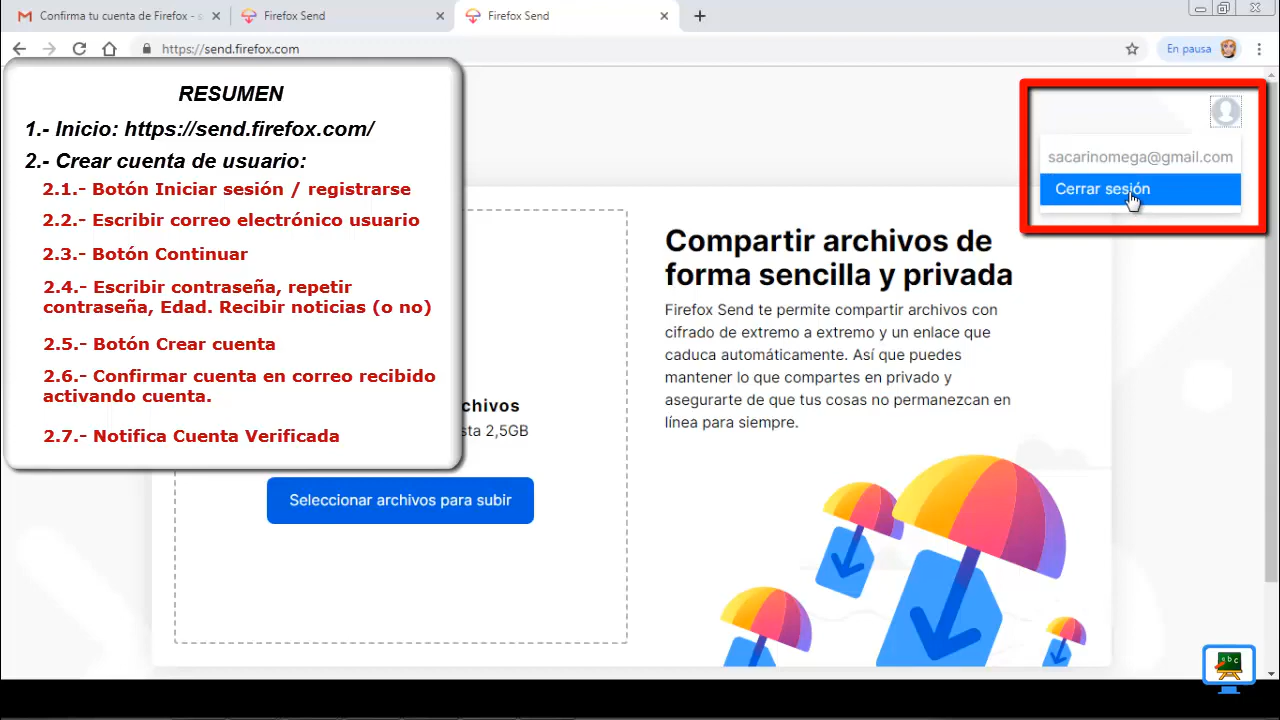 Confirma tu cuenta de Firefox - s
Firefox Send
Firefox Send
https://send.firefox.com
En pausa
RESUMEN
1.- Inicio: https://send.firefox.com/
2.- Crear cuenta de usuario:
2.1.- Botón Iniciar sesión / registrarse
2.2.- Escribir correo electrónico usuario
2.3.- Botón Continuar
2.4.- Escribir contraseña, repetir
contraseña, Edad. Recibir noticias (o no)
2.5.- Botón Crear cuenta
2.6.- Confirmar cuenta en correo recibido
activando cuenta.
2.7.- Notifica Cuenta Verificada
chivos
sta 2,5GB
Seleccionar archivos para subir
sacarinomega@gmail.com
Cerrar sesión
Compartir archivos de
forma sencilla y privada
Firefox Send te permite compartir archivos con
cifrado de extremo a extremo y un enlace que
caduca automáticamente. Así que puedes
mantener lo que compartes en privado y
asegurarte de que tus cosas no permanezcan en
línea para siempre.
abc